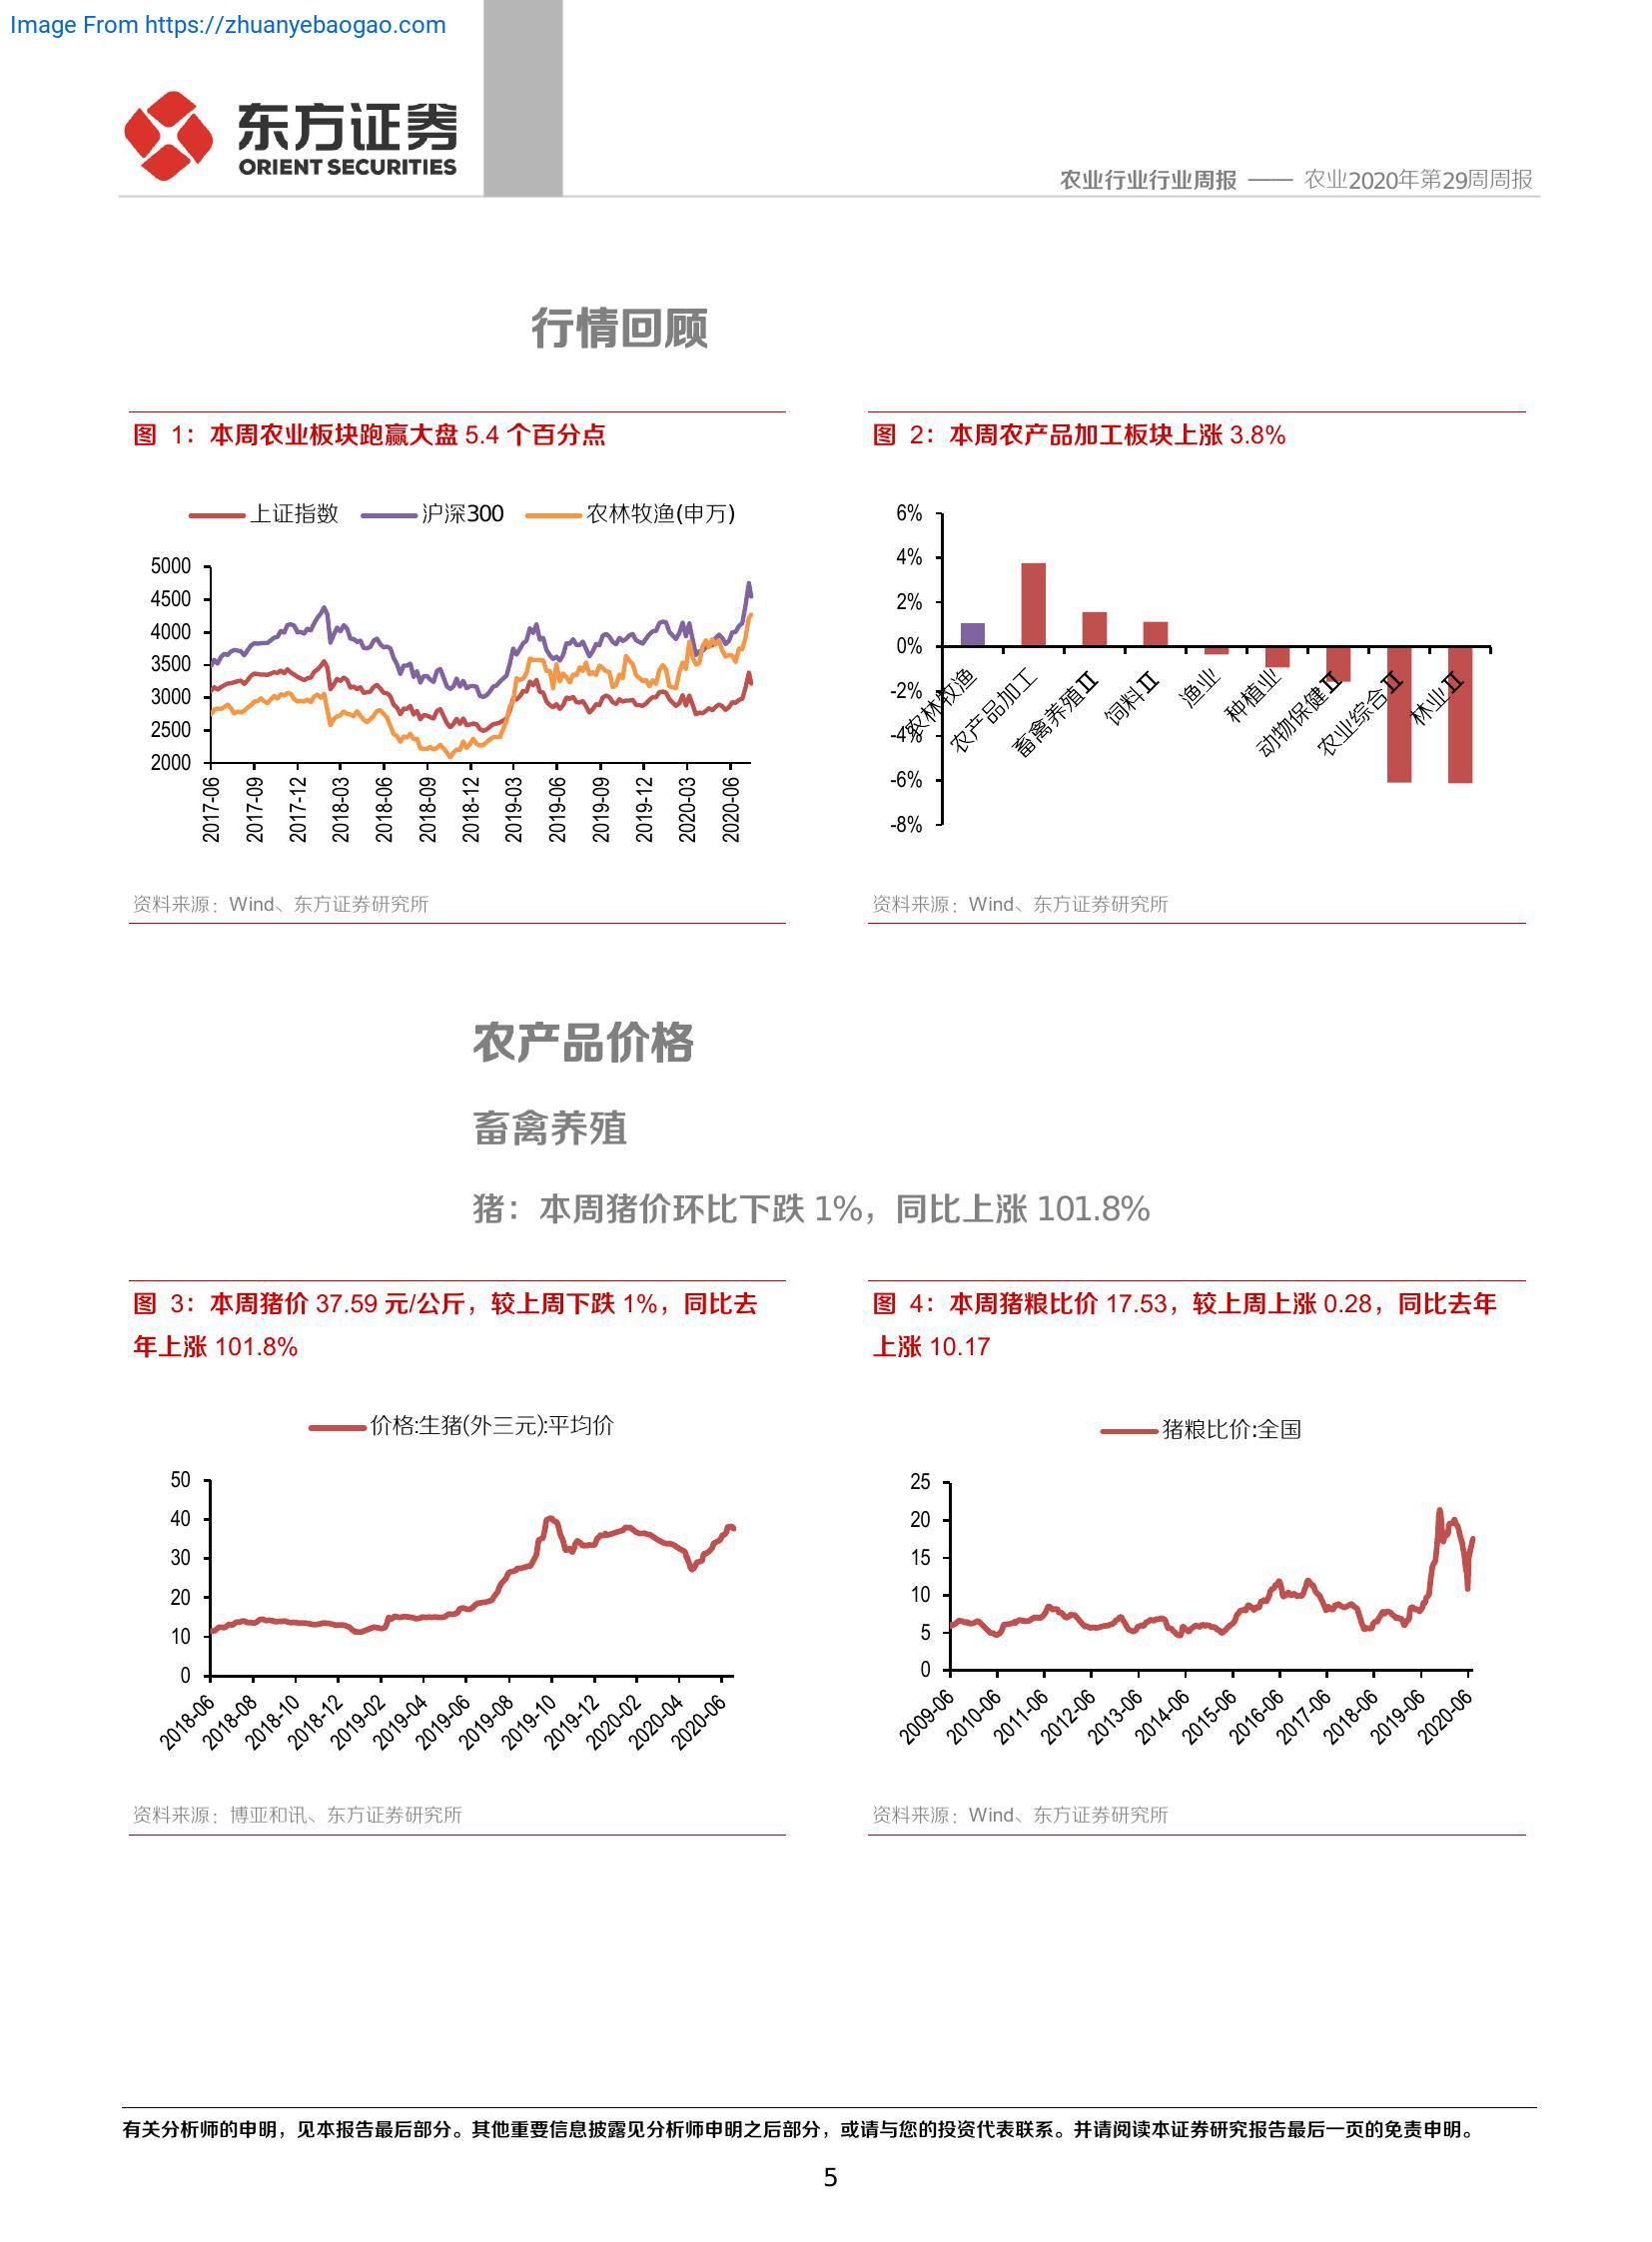 Image From https://zhuanyebaogao.com
东方证券
ORIENT SECURITIES
农业行业行业周报 —— 农业2020年第29周周报
行情回顾
图 1：本周农业板块跑赢大盘 5.4 个百分点
上证指数 沪深300 农林牧渔(申万)
5000
4500
4000
3500
3000
2500
2000
2017-06 2017-09 2017-12 2018-03 2018-06 2018-09 2018-12 2019-03 2019-06 2019-09 2019-12 2020-03 2020-06
资料来源：Wind、东方证券研究所
图 2：本周农产品加工板块上涨 3.8%
6%
4%
2%
0%
-2%
-4%
-6%
-8%
农林牧渔 农产品加工 畜禽养殖Ⅱ 饲料Ⅱ 渔业 种植业 动物保健Ⅱ 农业综合Ⅱ 林业Ⅱ
资料来源：Wind、东方证券研究所
农产品价格
畜禽养殖
猪：本周猪价环比下跌 1%，同比上涨 101.8%
图 3：本周猪价 37.59 元/公斤，较上周下跌 1%，同比去
年上涨 101.8%
价格:生猪(外三元):平均价
50
40
30
20
10
0
2018-06 2018-08 2018-10 2018-12 2019-02 2019-04 2019-06 2019-08 2019-10 2019-12 2020-02 2020-04 2020-06
资料来源：博亚和讯、东方证券研究所
图 4：本周猪粮比价 17.53，较上周上涨 0.28，同比去年
上涨 10.17
猪粮比价:全国
25
20
15
10
5
0
2009-06 2010-06 2011-06 2012-06 2013-06 2014-06 2015-06 2016-06 2017-06 2018-06 2019-06 2020-06
资料来源：Wind、东方证券研究所
有关分析师的申明，见本报告最后部分。其他重要信息披露见分析师申明之后部分，或请与您的投资代表联系。并请阅读本证券研究报告最后一页的免责申明。
5